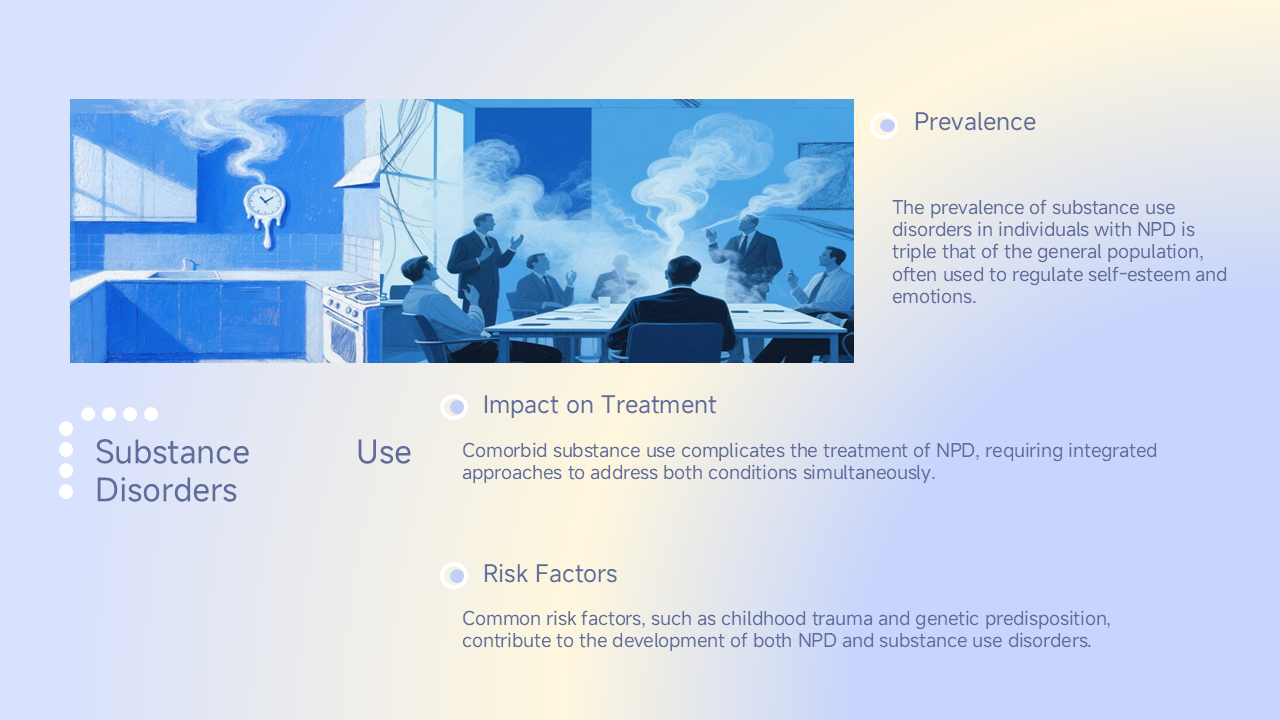 Prevalence
The prevalence of substance use
disorders in individuals with NPD is
triple that of the general population,
often used to regulate self-esteem and
emotions.
Substance Use
Disorders
Impact on Treatment
Comorbid substance use complicates the treatment of NPD, requiring integrated
approaches to address both conditions simultaneously.
Risk Factors
Common risk factors, such as childhood trauma and genetic predisposition,
contribute to the development of both NPD and substance use disorders.